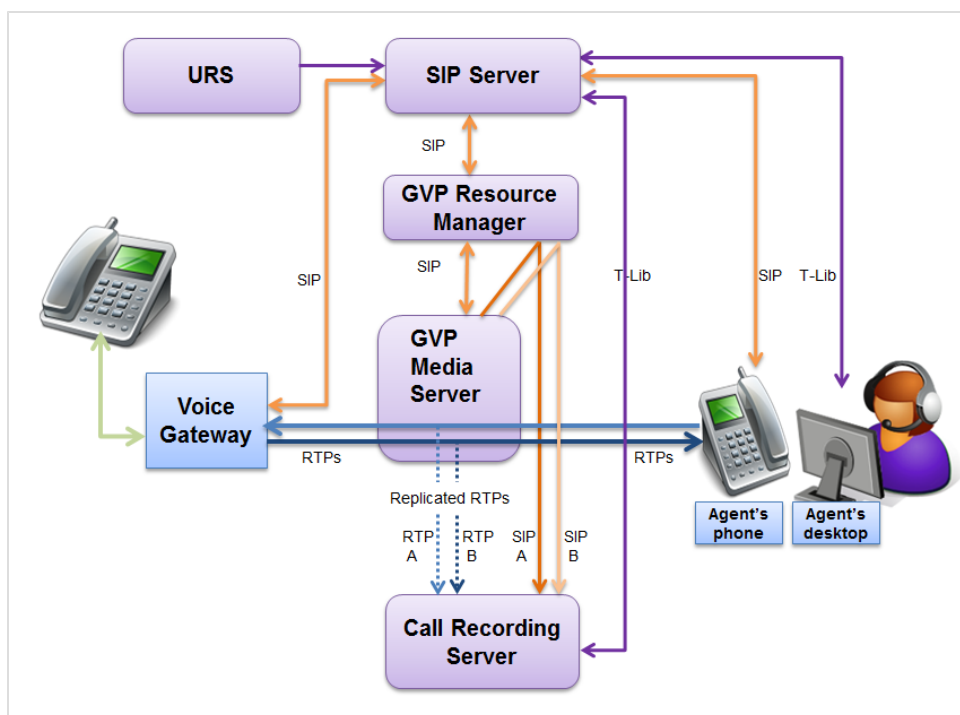 URS
SIP Server
SIP
GVP Resource
Manager
SIP
SIP
T-Lib
SIP
T-Lib
GVP
Media
Server
Voice
Gateway
RTPs
RTPs
Replicated RTPs
Agent's
phone
Agent's
desktop
RTP
A
RTP
B
SIP
A
SIP
B
Call Recording
Server